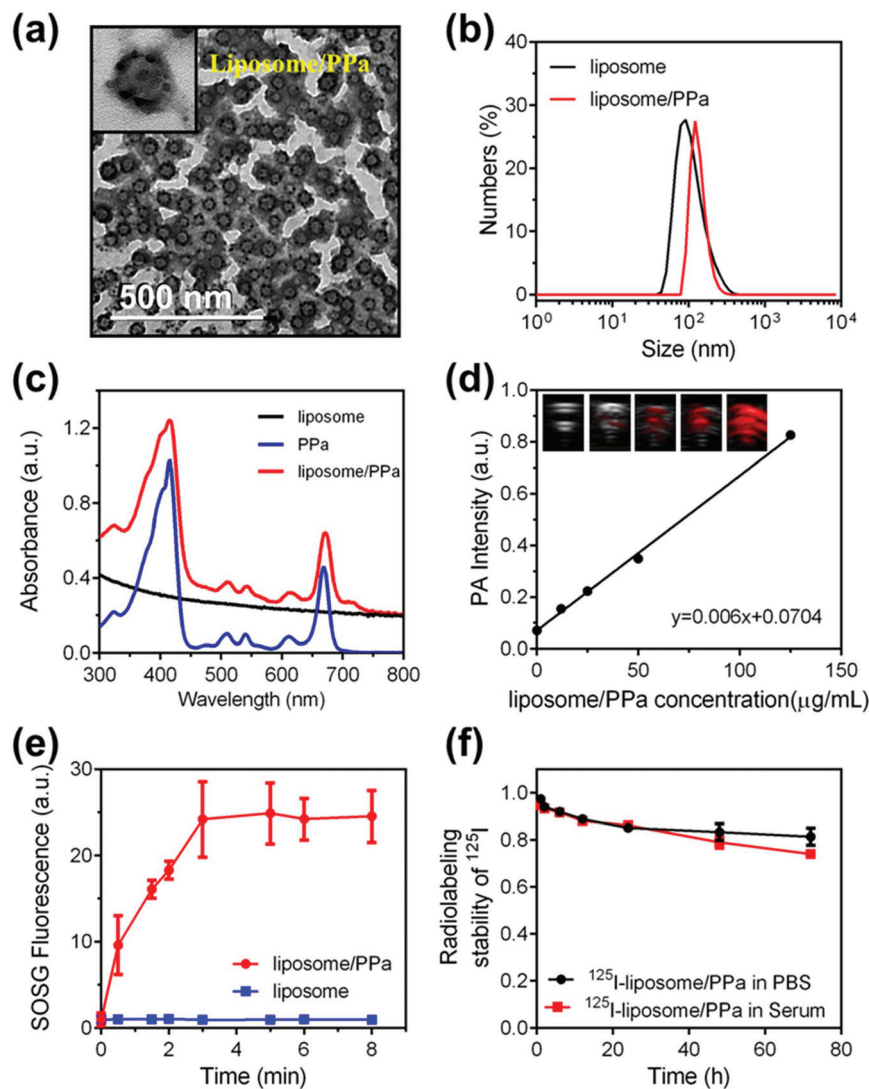 (a)
Liposome/PPa
500 nm
(b)
40
30
20
10
0
Numbers (%)
liposome
liposome/PPa
10⁰
10¹
10²
10³
10⁴
Size (nm)
(c)
1.2
0.8
0.4
0.0
Absorbance (a.u.)
liposome
PPa
liposome/PPa
300
400
500
600
700
800
Wavelength (nm)
(d)
1.0
0.8
0.6
0.4
0.2
0.0
PA Intensity (a.u.)
y=0.006x+0.0704
0
50
100
150
liposome/PPa concentration(μg/mL)
(e)
30
25
20
15
10
5
0
SOSG Fluorescence (a.u.)
liposome/PPa
liposome
0
2
4
6
8
Time (min)
(f)
1.0
0.8
0.6
0.4
0.2
0.0
Radiolabeling
stability of ¹²⁵I
¹²⁵I-liposome/PPa in PBS
¹²⁵I-liposome/PPa in Serum
0
20
40
60
80
Time (h)